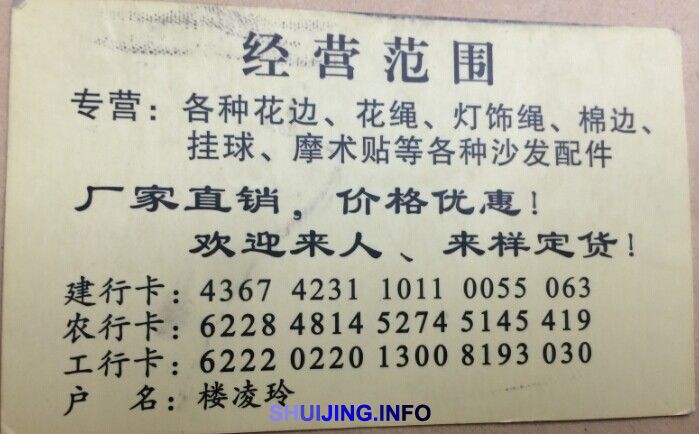 经营范围
专营：各种花边、花绳、灯饰绳、棉边、
挂球、摩术贴等各种沙发配件
厂家直销，价格优惠！
欢迎来人、来样定货！
建行卡：4367 4231 1011 0055 063
农行卡：6228 4814 5274 5145 419
工行卡：6222 0220 1300 8193 030
户 名：楼凌玲
SHUIJING.INFO